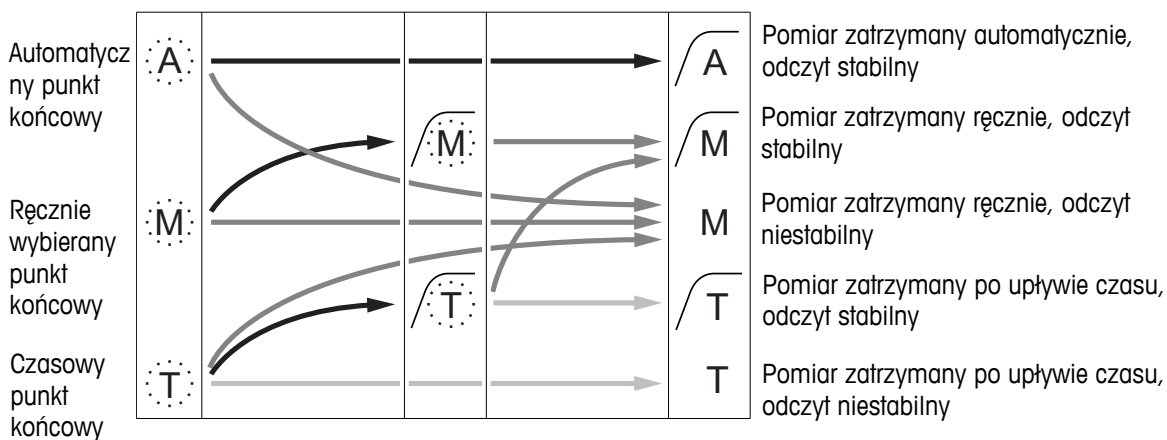 Automatycz
ny punkt
końcowy
A
A
Pomiar zatrzymany automatycznie,
odczyt stabilny
M
M
Pomiar zatrzymany ręcznie, odczyt
stabilny
Ręcznie
wybierany
punkt
końcowy
M
M
Pomiar zatrzymany ręcznie, odczyt
niestabilny
T
T
Pomiar zatrzymany po upływie czasu,
odczyt stabilny
Czasowy
punkt
końcowy
T
T
Pomiar zatrzymany po upływie czasu,
odczyt niestabilny